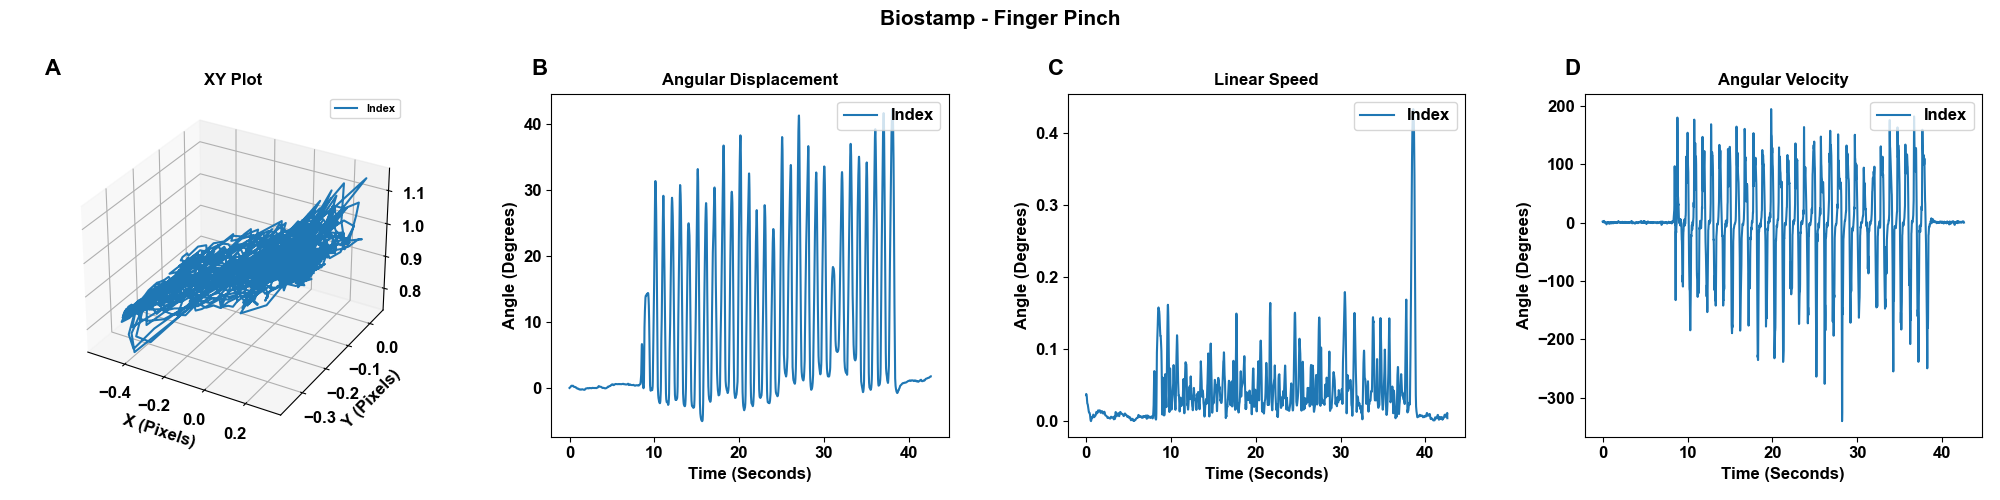 Biostamp - Finger Pinch
A
XY Plot
Index
1.1
1.0
0.9
0.8
0.0
−0.1
−0.2
−0.3
Y (Pixels)
−0.4
−0.2
0.0
0.2
X (Pixels)
B
Angular Displacement
Index
Angle (Degrees)
40
30
20
10
0
0 10 20 30 40
Time (Seconds)
C
Linear Speed
Index
Angle (Degrees)
0.4
0.3
0.2
0.1
0.0
0 10 20 30 40
Time (Seconds)
D
Angular Velocity
Index
Angle (Degrees)
200
100
0
−100
−200
−300
0 10 20 30 40
Time (Seconds)